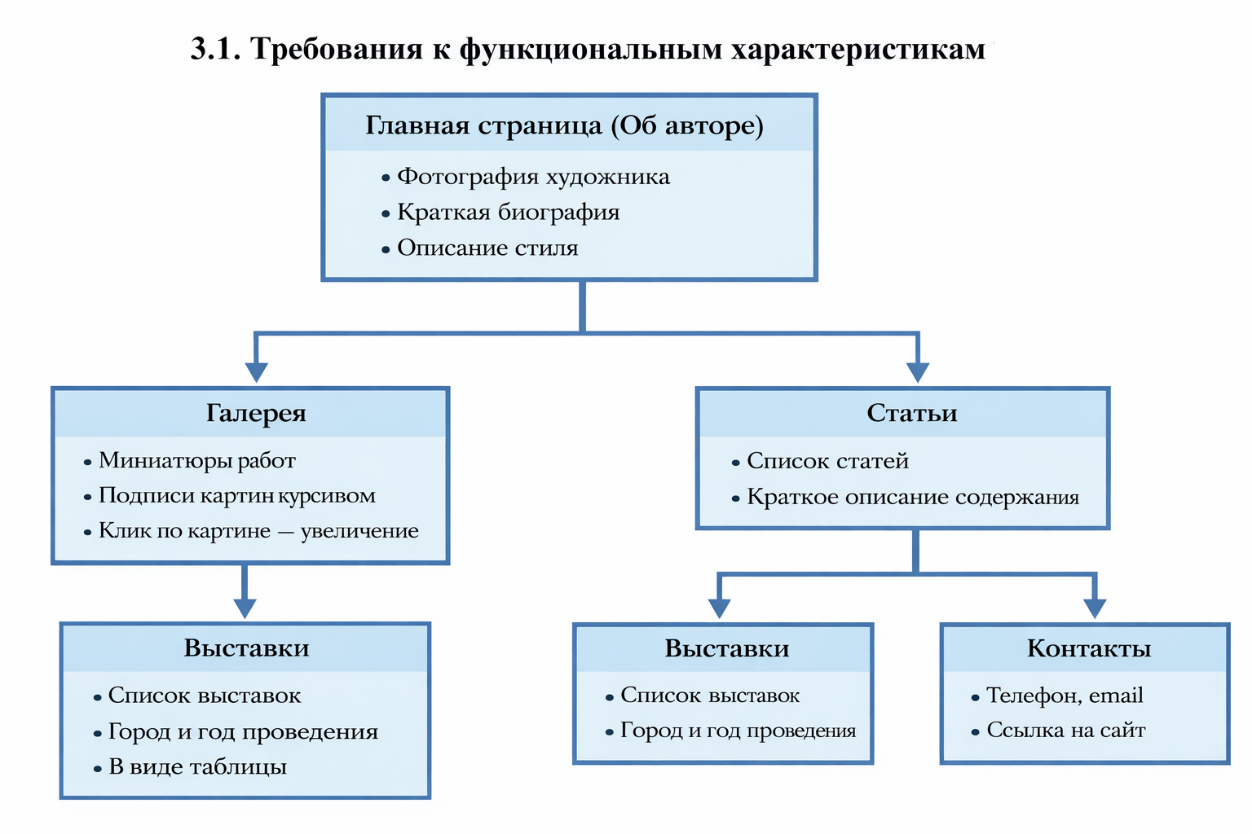 3.1. Требования к функциональным характеристикам
Главная страница (Об авторе)
• Фотография художника
• Краткая биография
• Описание стиля
Галерея
• Миниатюры работ
• Подписи картин курсивом
• Клик по картине — увеличение
Статьи
• Список статей
• Краткое описание содержания
Выставки
• Список выставок
• Город и год проведения
• В виде таблицы
Выставки
• Список выставок
• Город и год проведения
Контакты
• Телефон, email
• Ссылка на сайт